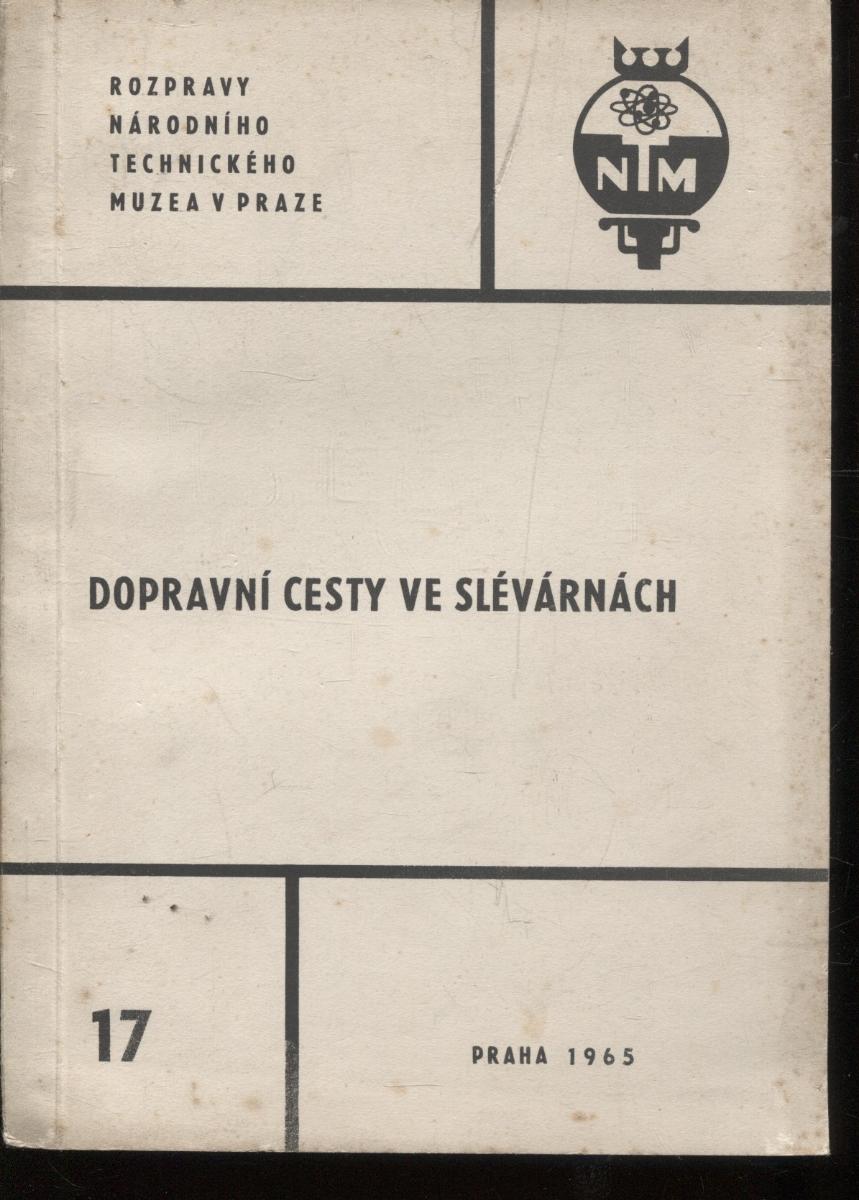 ROZPRAVY
NÁRODNÍHO
TECHNICKÉHO
MUZEA V PRAZE
NTM
DOPRAVNÍ CESTY VE SLÉVÁRNÁCH
17
PRAHA 1965